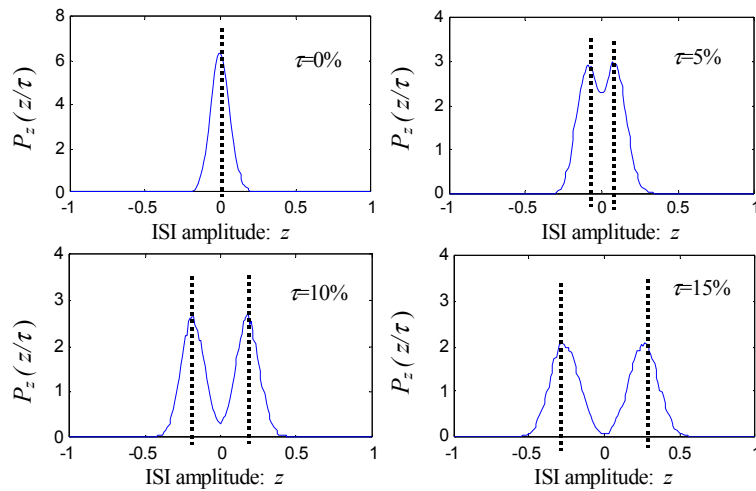 8
6
4
2
0
P_z ( z/τ )
τ=0%
-1 -0.5 0 0.5 1
ISI amplitude: z
4
3
2
1
0
P_z ( z/τ )
τ=5%
-1 -0.5 0 0.5 1
ISI amplitude: z
4
3
2
1
0
P_z ( z/τ )
τ=10%
-1 -0.5 0 0.5 1
ISI amplitude: z
4
3
2
1
0
P_z ( z/τ )
τ=15%
-1 -0.5 0 0.5 1
ISI amplitude: z